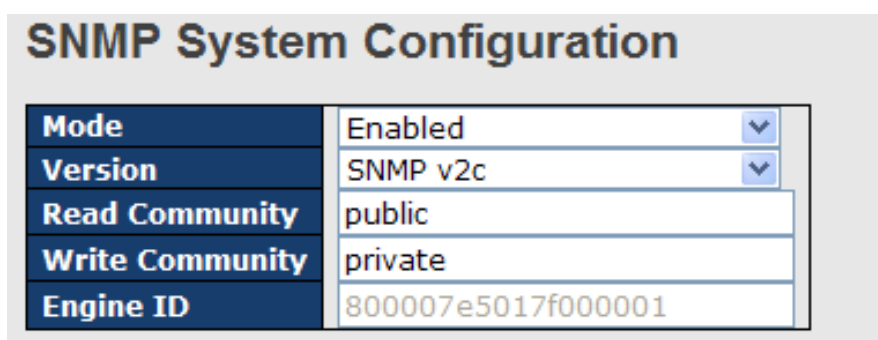 SNMP System Configuration
Mode Enabled
Version SNMP v2c
Read Community public
Write Community private
Engine ID 800007e5017f000001